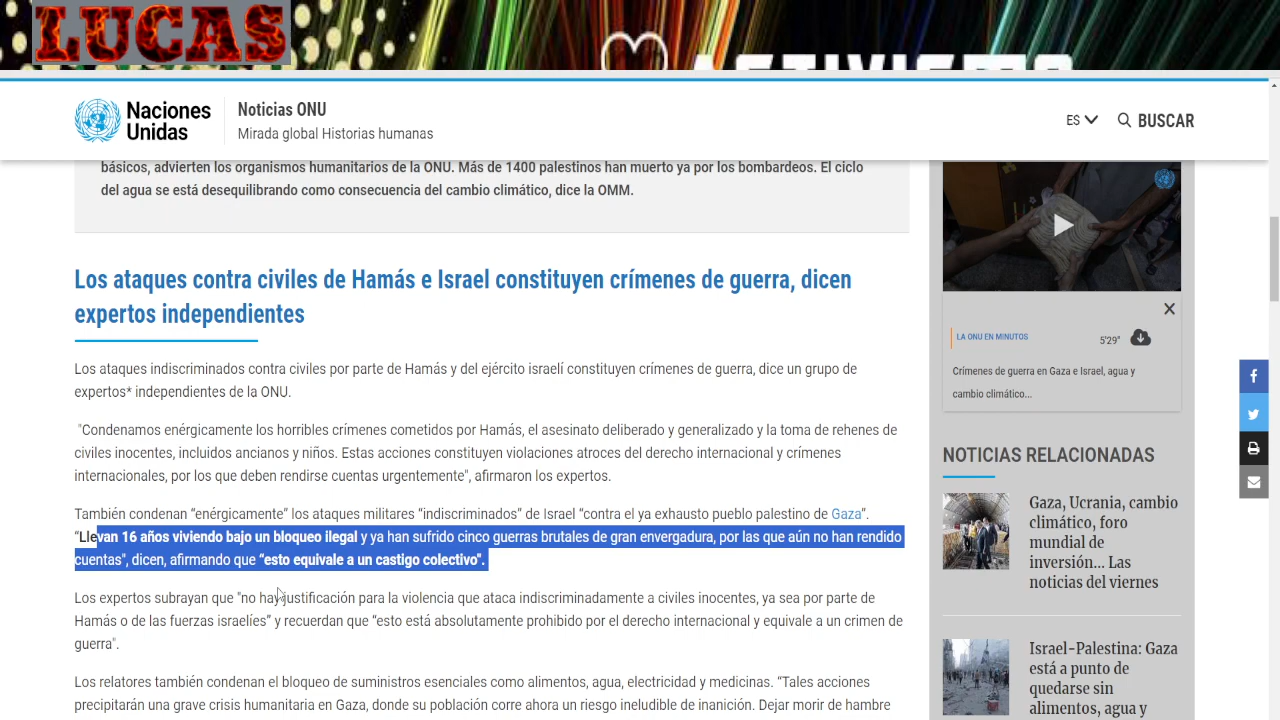 LUCAS
ACTIVISMO
Naciones
Unidas
Noticias ONU
Mirada global Historias humanas
ES
BUSCAR
básicos, advierten los organismos humanitarios de la ONU. Más de 1400 palestinos han muerto ya por los bombardeos. El ciclo
del agua se está desequilibrando como consecuencia del cambio climático, dice la OMM.
Los ataques contra civiles de Hamás e Israel constituyen crímenes de guerra, dicen
expertos independientes
Los ataques indiscriminados contra civiles por parte de Hamás y del ejército israelí constituyen crímenes de guerra, dice un grupo de
expertos* independientes de la ONU.
"Condenamos enérgicamente los horribles crímenes cometidos por Hamás, el asesinato deliberado y generalizado y la toma de rehenes de
civiles inocentes, incluidos ancianos y niños. Estas acciones constituyen violaciones atroces del derecho internacional y crímenes
internacionales, por los que deben rendirse cuentas urgentemente", afirmaron los expertos.
También condenan “enérgicamente” los ataques militares “indiscriminados” de Israel “contra el ya exhausto pueblo palestino de Gaza”.
“Llevan 16 años viviendo bajo un bloqueo ilegal y ya han sufrido cinco guerras brutales de gran envergadura, por las que aún no han rendido
cuentas", dicen, afirmando que “esto equivale a un castigo colectivo".
Los expertos subrayan que "no hay justificación para la violencia que ataca indiscriminadamente a civiles inocentes, ya sea por parte de
Hamás o de las fuerzas israelíes” y recuerdan que “esto está absolutamente prohibido por el derecho internacional y equivale a un crimen de
guerra".
Los relatores también condenan el bloqueo de suministros esenciales como alimentos, agua, electricidad y medicinas. “Tales acciones
precipitarán una grave crisis humanitaria en Gaza, donde su población corre ahora un riesgo ineludible de inanición. Dejar morir de hambre
X
LA ONU EN MINUTOS
5'29"
Crímenes de guerra en Gaza e Israel, agua y
cambio climático...
NOTICIAS RELACIONADAS
Gaza, Ucrania, cambio
climático, foro
mundial de
inversión… Las
noticias del viernes
Israel-Palestina: Gaza
está a punto de
quedarse sin
alimentos, agua y